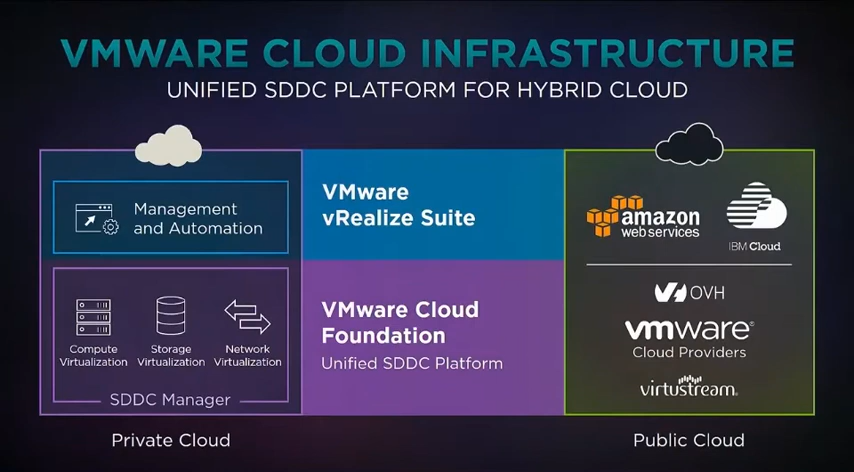 VMWARE CLOUD INFRASTRUCTURE
UNIFIED SDDC PLATFORM FOR HYBRID CLOUD
Management
and Automation
Compute
Virtualization
Storage
Virtualization
Network
Virtualization
SDDC Manager
Private Cloud
VMware
vRealize Suite
VMware Cloud
Foundation
Unified SDDC Platform
amazon
webservices
IBM Cloud
OVH
vmware®
Cloud Providers
virtustream.
Public Cloud